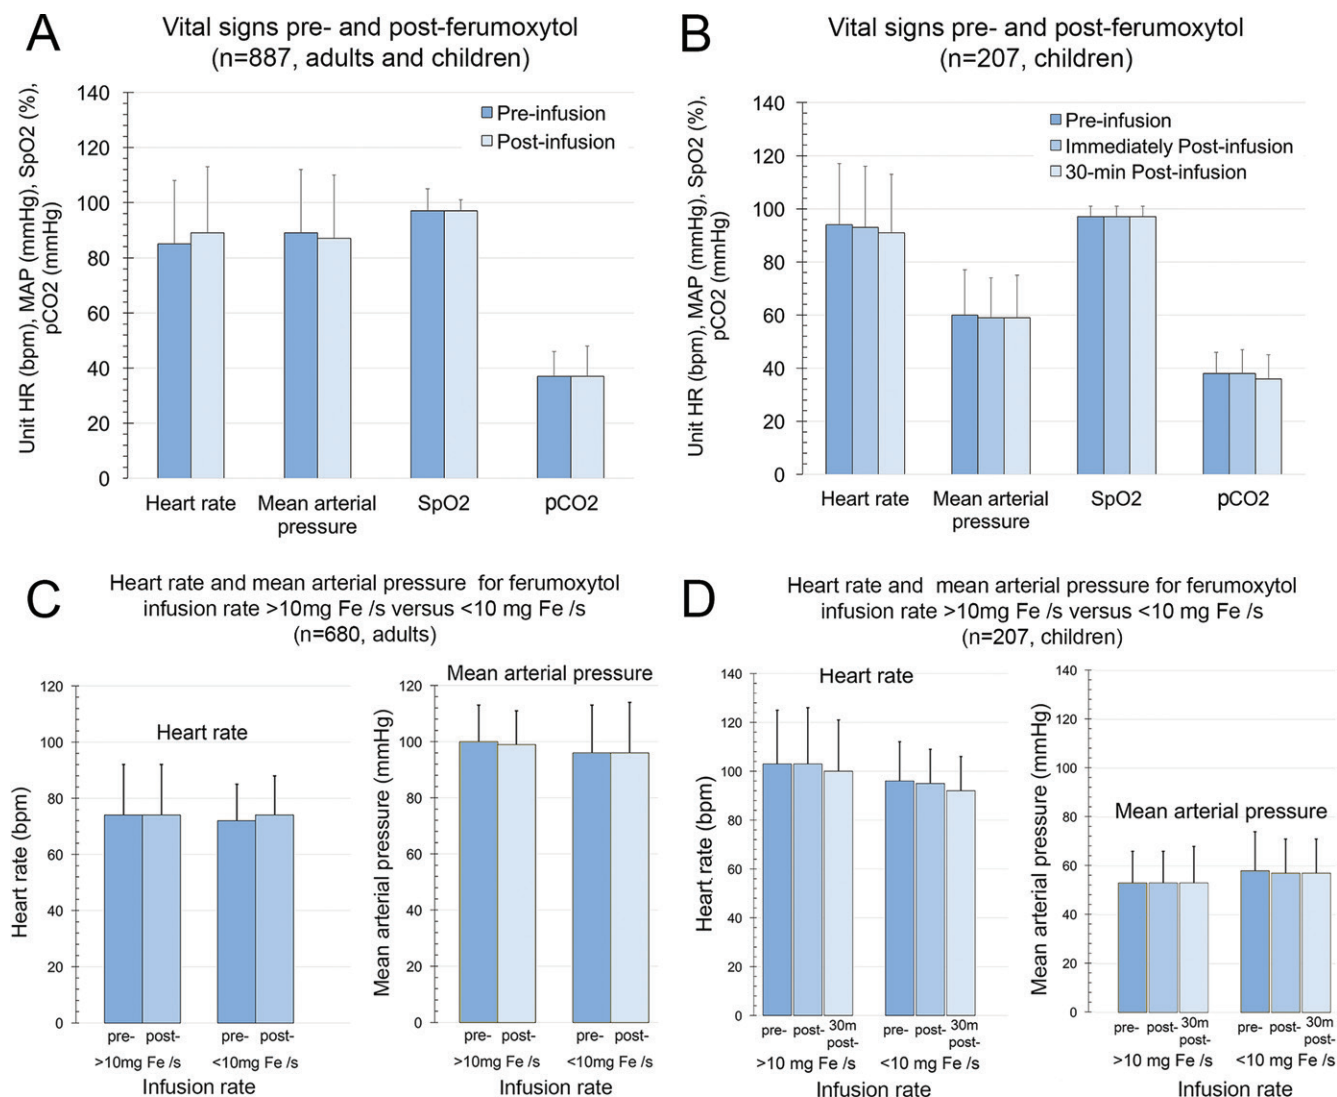 A
Vital signs pre- and post-ferumoxytol
(n=887, adults and children)
Unit HR (bpm), MAP (mmHg), SpO2 (%),
pCO2 (mmHg)
140
120
100
80
60
40
20
0
Pre-infusion
Post-infusion
Heart rate
Mean arterial
pressure
SpO2
pCO2
B
Vital signs pre- and post-ferumoxytol
(n=207, children)
Unit HR (bpm), MAP (mmHg), SpO2 (%),
pCO2 (mmHg)
140
120
100
80
60
40
20
0
Pre-infusion
Immediately Post-infusion
30-min Post-infusion
Heart rate
Mean arterial
pressure
SpO2
pCO2
C
Heart rate and mean arterial pressure for ferumoxytol
infusion rate >10mg Fe /s versus <10 mg Fe /s
(n=680, adults)
Heart rate (bpm)
120
100
80
60
40
20
0
Heart rate
pre- post- pre- post-
>10mg Fe /s <10mg Fe /s
Infusion rate
Mean arterial pressure
Mean arterial pressure (mmHg)
120
100
80
60
40
20
0
pre- post- pre- post-
>10mg Fe /s <10mg Fe /s
Infusion rate
D
Heart rate and mean arterial pressure for ferumoxytol
infusion rate >10mg Fe /s versus <10 mg Fe /s
(n=207, children)
Heart rate (bpm)
140
120
100
80
60
40
20
0
Heart rate
pre- post- 30m post- pre- post- 30m post-
>10 mg Fe /s <10 mg Fe /s
Infusion rate
Mean arterial pressure (mmHg)
140
120
100
80
60
40
20
0
Mean arterial pressure
pre- post- 30m post- pre- post- 30m post-
>10 mg Fe /s <10 mg Fe /s
Infusion rate